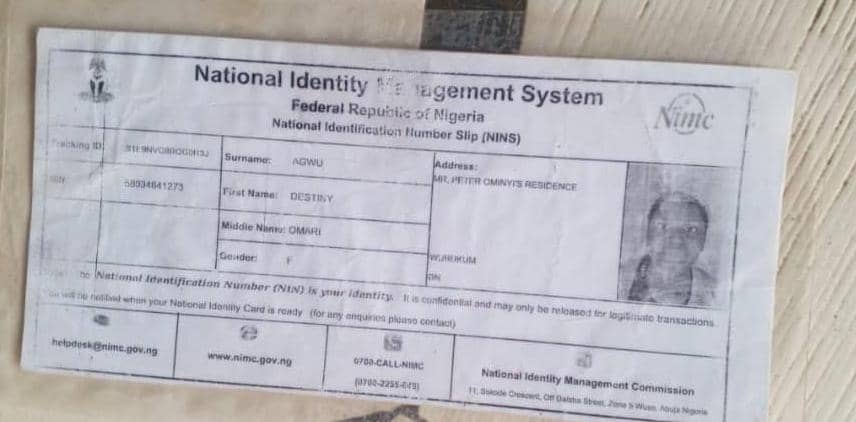 National Identity Management System
Federal Republic of Nigeria
National Identification Number Slip (NINS)
Nimc
Tracking ID
Surname: AGWU
Address:
MR. PETER OMINYI'S RESIDENCE
First Name: DESTINY
Middle Name: OMARI
Gender: F
WURUKUM
National Identification Number (NIN) is your identity. It is confidential and may only be released for legitimate transactions.
be notified when your National Identity Card is ready (for any enquiries please contact)
helpdesk@nimc.gov.ng
www.nimc.gov.ng
0700-CALL-NIMC
National Identity Management Commission
11, Sokode Crescent, Off Dalaba Street, Zone 5 Wuse, Abuja Nigeria